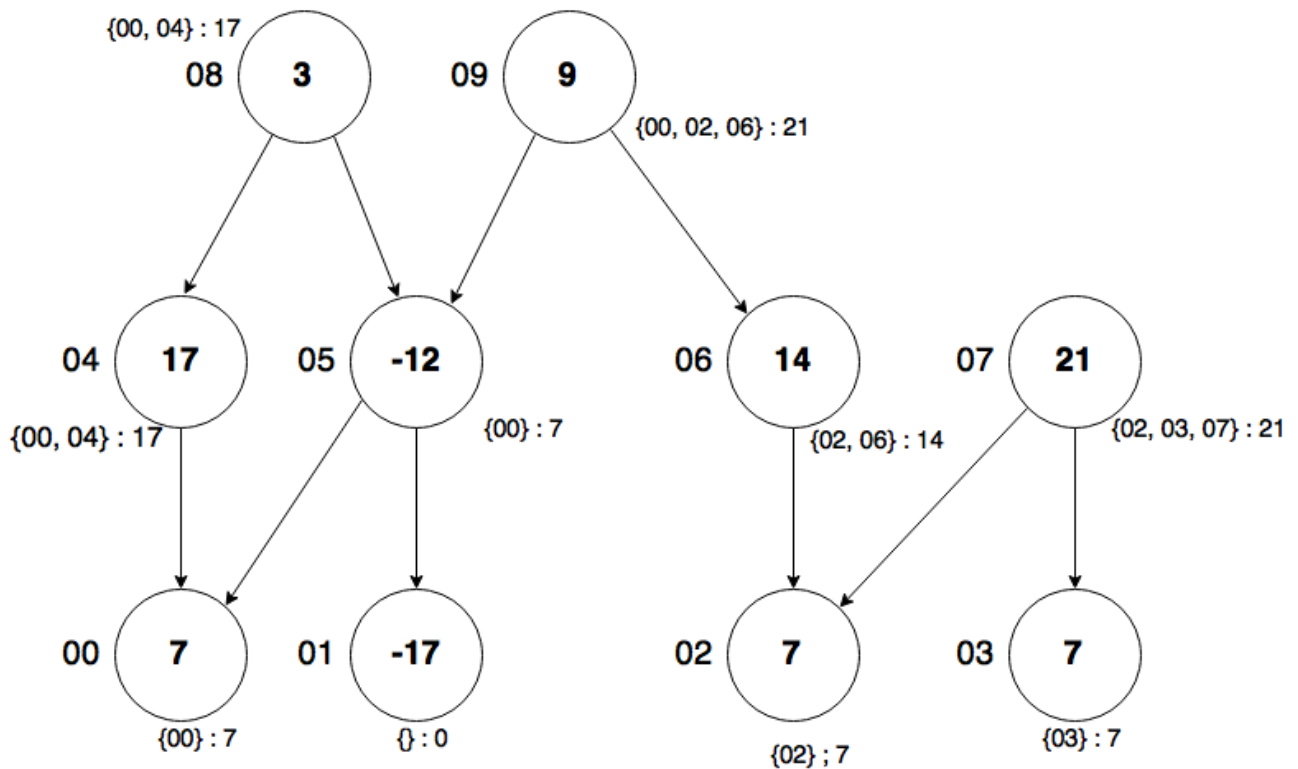 {00, 04} : 17
08
3
09
9
{00, 02, 06} : 21
04
17
05
-12
06
14
07
21
{00, 04} : 17
{00} : 7
{02, 06} : 14
{02, 03, 07} : 21
00
7
01
-17
02
7
03
7
{00} : 7
{} : 0
{02} ; 7
{03} : 7